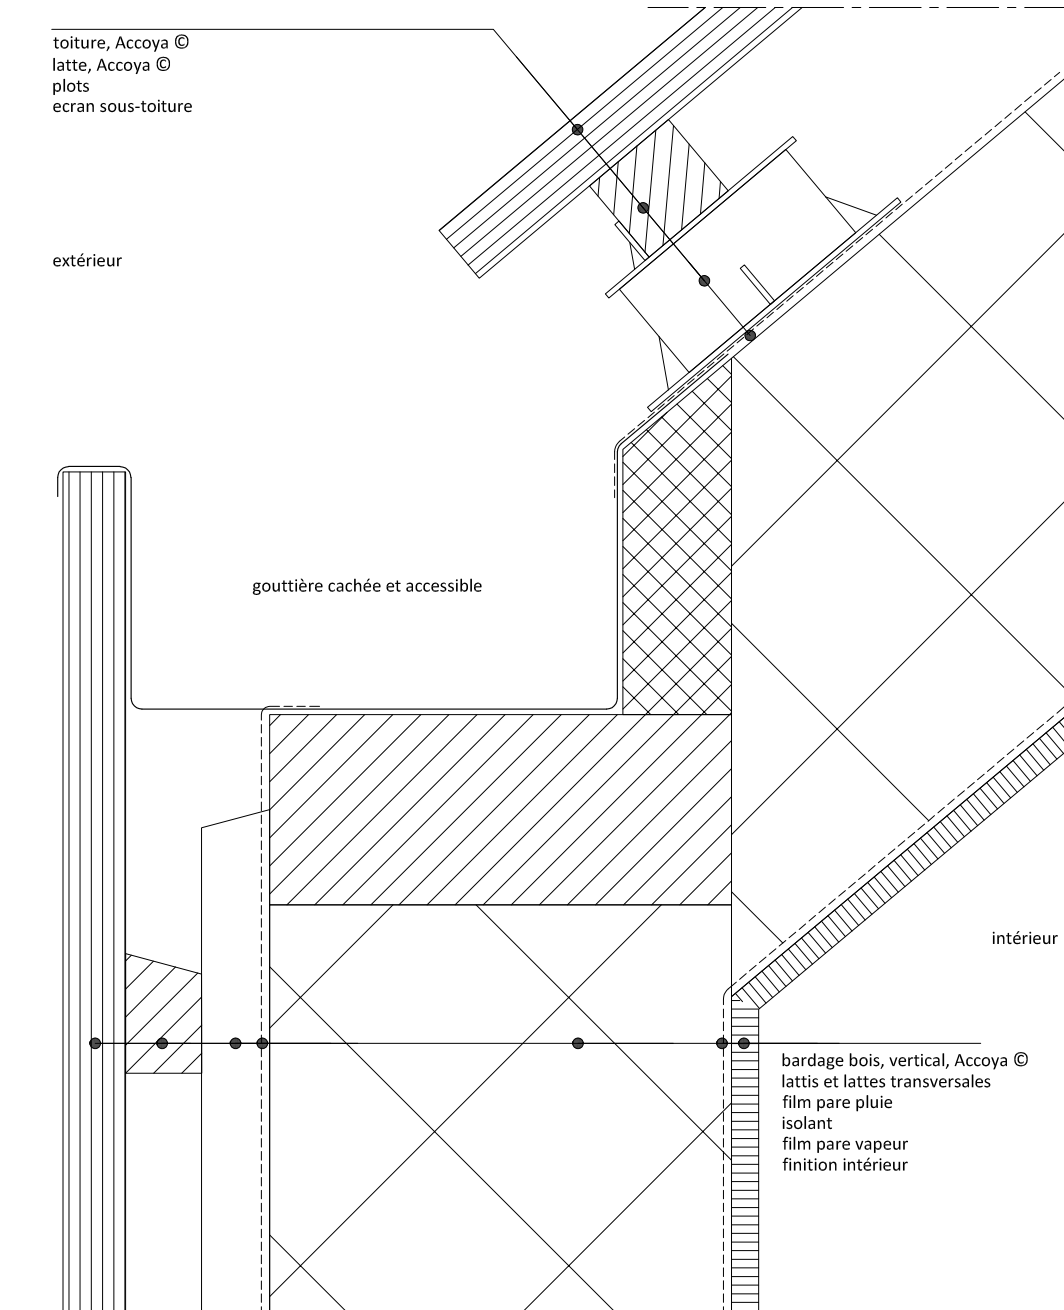 toiture, Accoya ©
latte, Accoya ©
plots
ecran sous-toiture
extérieur
gouttière cachée et accessible
intérieur
bardage bois, vertical, Accoya ©
lattis et lattes transversales
film pare pluie
isolant
film pare vapeur
finition intérieur